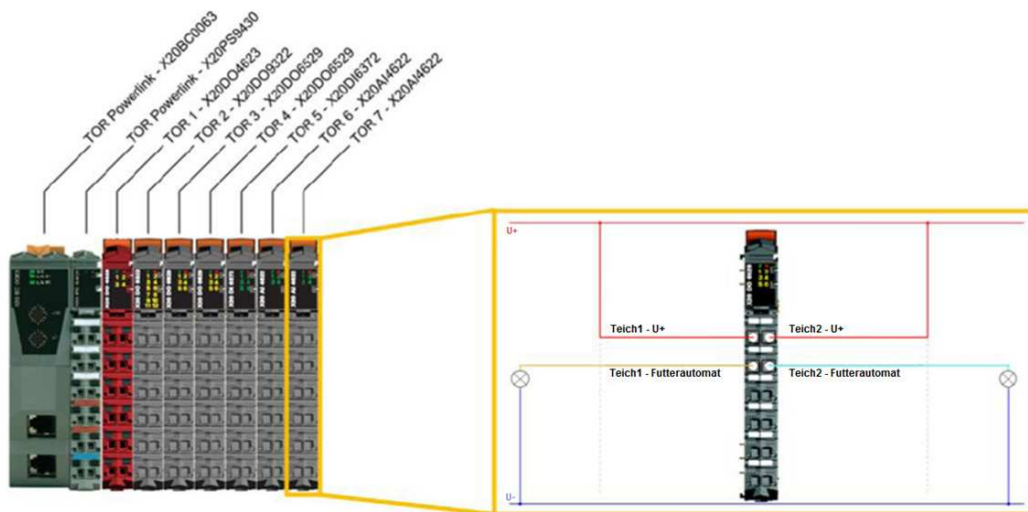 TOR Powerlink - X20BC0063
TOR Powerlink - X20PS9430
TOR 1 - X20DO4623
TOR 2 - X20DO9322
TOR 3 - X20DO6529
TOR 4 - X20DO6529
TOR 5 - X20DI6372
TOR 6 - X20AI4622
TOR 7 - X20AI4622
U+
Teich1 - U+
Teich2 - U+
Teich1 - Futterautomat
Teich2 - Futterautomat
U-